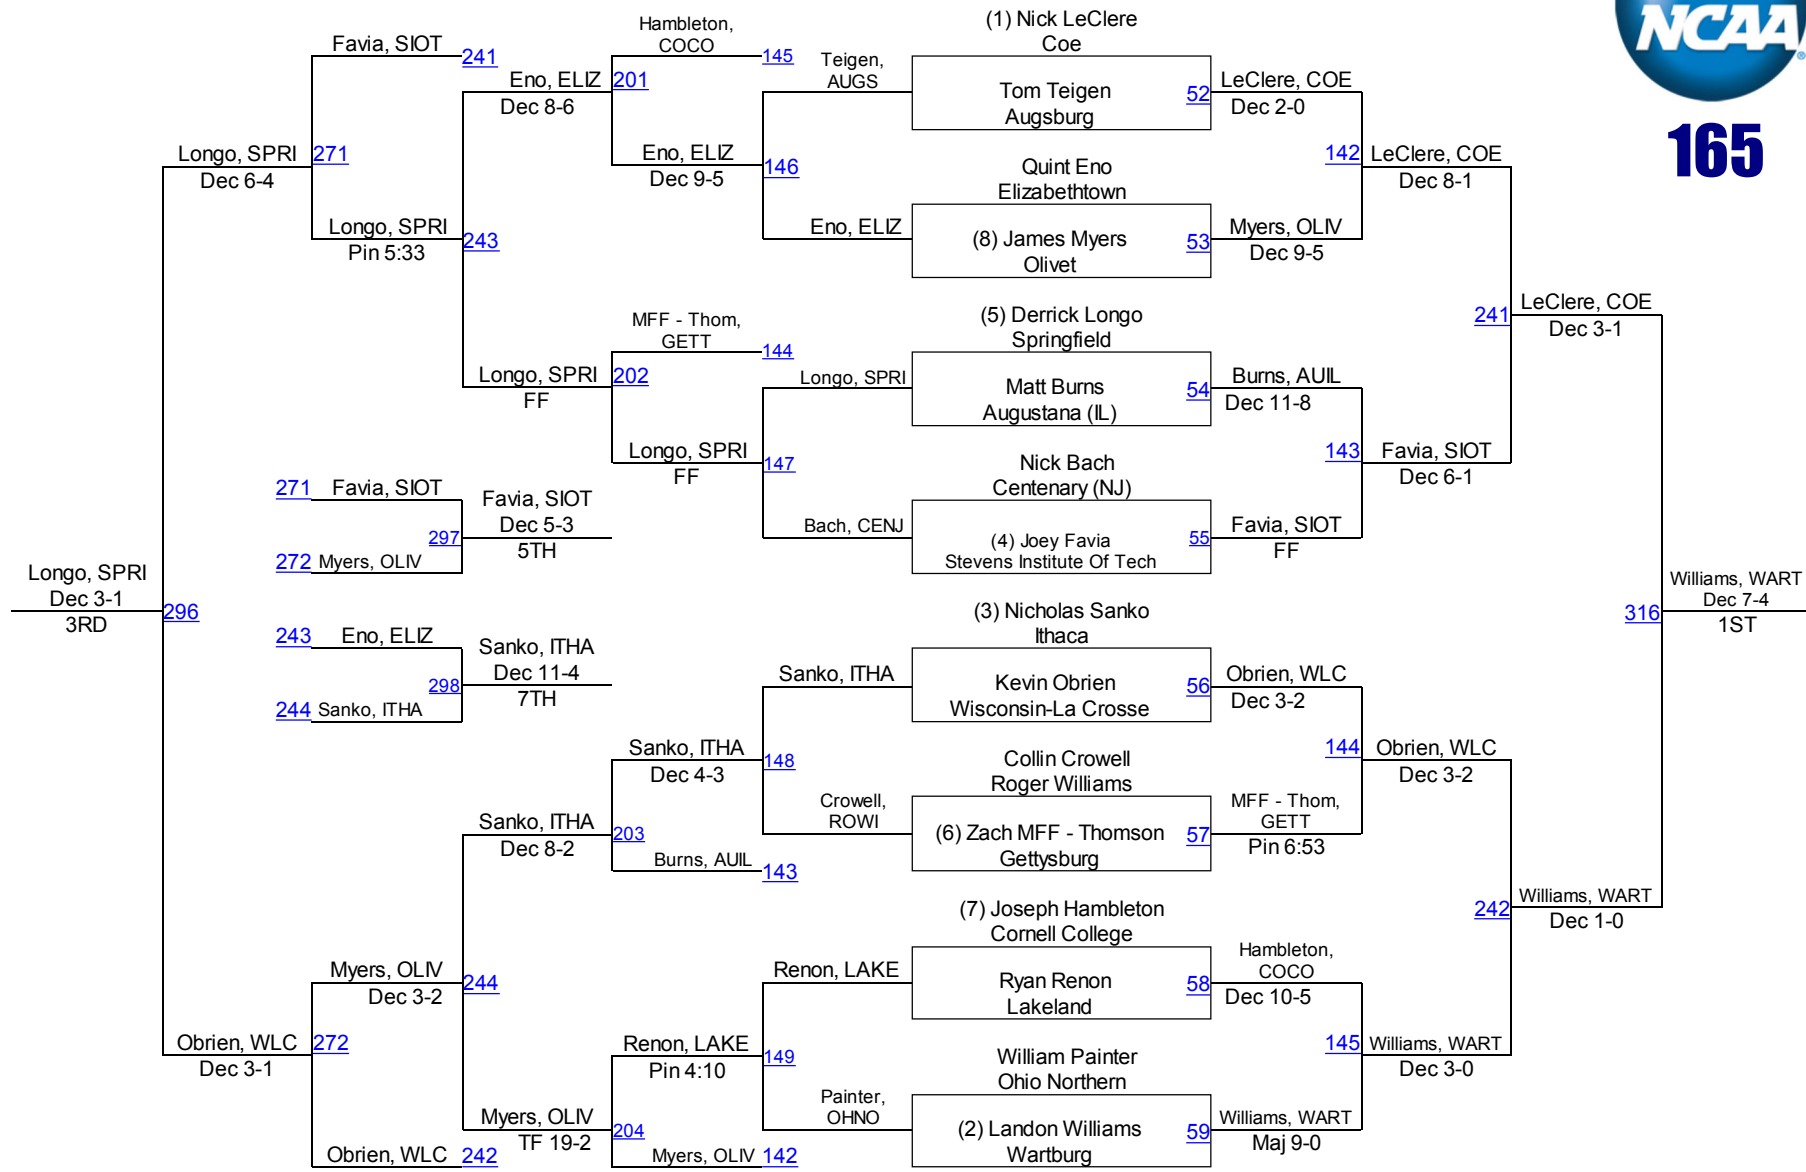 NCAA
®
165
(1) Nick LeClere
Coe
Tom Teigen
Augsburg
52
Quint Eno
Elizabethtown
(8) James Myers
Olivet
53
(5) Derrick Longo
Springfield
Matt Burns
Augustana (IL)
54
Nick Bach
Centenary (NJ)
(4) Joey Favia
Stevens Institute Of Tech
55
(3) Nicholas Sanko
Ithaca
Kevin Obrien
Wisconsin-La Crosse
56
Collin Crowell
Roger Williams
(6) Zach MFF - Thomson
Gettysburg
57
(7) Joseph Hambleton
Cornell College
Ryan Renon
Lakeland
58
William Painter
Ohio Northern
(2) Landon Williams
Wartburg
59
LeClere, COE
Dec 2-0
142
Myers, OLIV
Dec 9-5
Burns, AUIL
Dec 11-8
143
Favia, SIOT
FF
Obrien, WLC
Dec 3-2
144
MFF - Thom,
GETT
Pin 6:53
Hambleton,
COCO
Dec 10-5
145
Williams, WART
Maj 9-0
LeClere, COE
Dec 8-1
241
Favia, SIOT
Dec 6-1
Obrien, WLC
Dec 3-2
242
Williams, WART
Dec 3-0
LeClere, COE
Dec 3-1
316
Williams, WART
Dec 1-0
Williams, WART
Dec 7-4
1ST
Teigen,
AUGS
146
Eno, ELIZ
Longo, SPRI
147
Bach, CENJ
Sanko, ITHA
148
Crowell,
ROWI
Renon, LAKE
149
Painter,
OHNO
Hambleton,
COCO
145
201
Eno, ELIZ
Dec 9-5
MFF - Thom,
GETT
144
202
Longo, SPRI
FF
Sanko, ITHA
Dec 4-3
203
Burns, AUIL
143
Renon, LAKE
Pin 4:10
204
Myers, OLIV
142
Eno, ELIZ
Dec 8-6
243
Longo, SPRI
FF
Sanko, ITHA
Dec 8-2
244
Myers, OLIV
TF 19-2
Favia, SIOT
241
271
Longo, SPRI
Pin 5:33
Myers, OLIV
Dec 3-2
272
Obrien, WLC
242
Longo, SPRI
Dec 6-4
296
Obrien, WLC
Dec 3-1
Longo, SPRI
Dec 3-1
3RD
271
Favia, SIOT
297
272
Myers, OLIV
Favia, SIOT
Dec 5-3
5TH
243
Eno, ELIZ
298
244
Sanko, ITHA
Sanko, ITHA
Dec 11-4
7TH